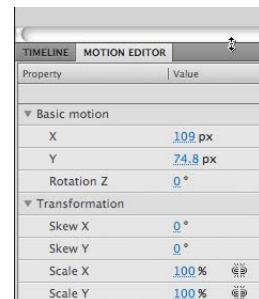 TIMELINE MOTION EDITOR
Property Value
Basic motion
X 109 px
Y 74.8 px
Rotation Z 0 °
Transformation
Skew X 0 °
Skew Y 0 °
Scale X 100 %
Scale Y 100 %